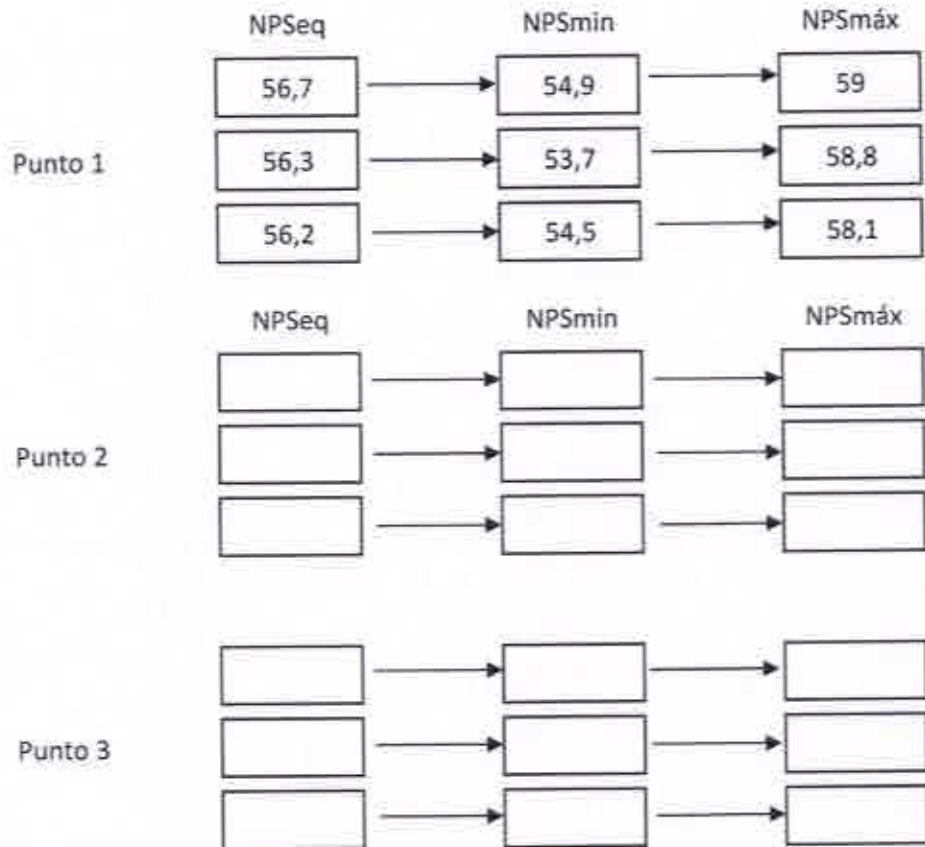 NPSeq NPSmin NPSmáx
56,7 54,9 59
Punto 1 56,3 53,7 58,8
56,2 54,5 58,1
NPSeq NPSmin NPSmáx
Punto 2
Punto 3